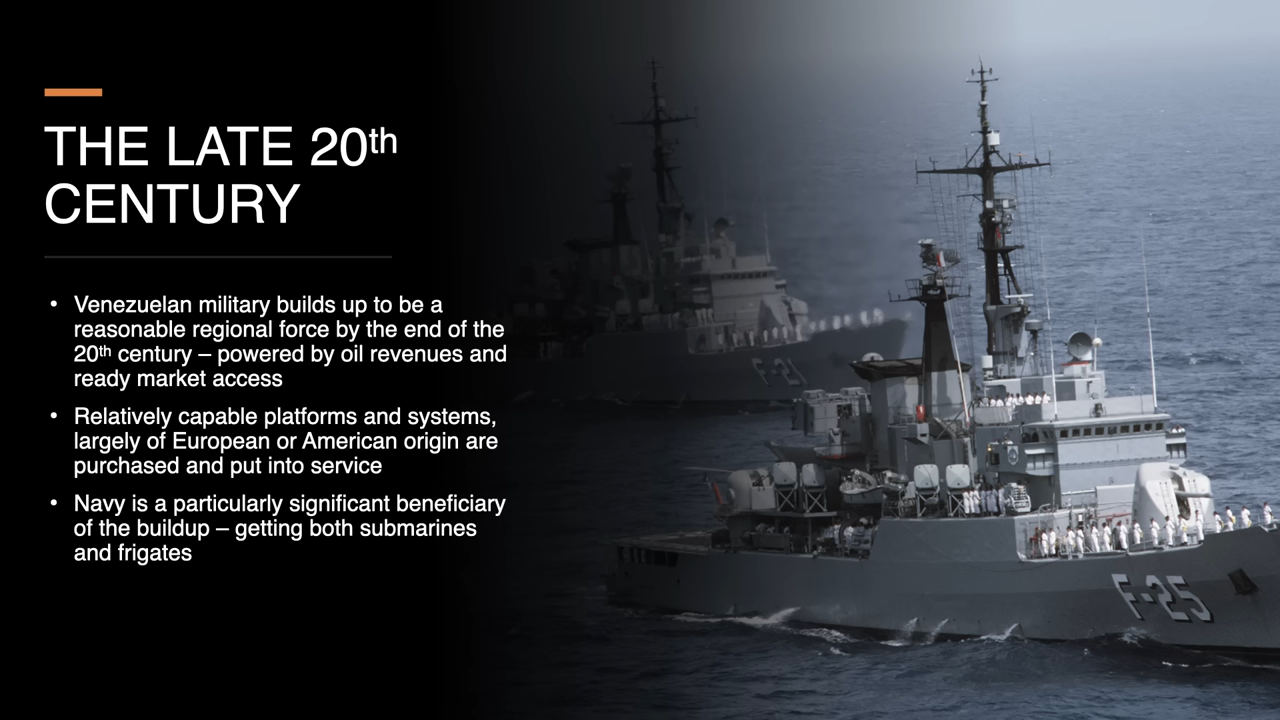 THE LATE 20th
CENTURY
• Venezuelan military builds up to be a
reasonable regional force by the end of the
20th century – powered by oil revenues and
ready market access
• Relatively capable platforms and systems,
largely of European or American origin are
purchased and put into service
• Navy is a particularly significant beneficiary
of the buildup – getting both submarines
and frigates
F-21
F-25